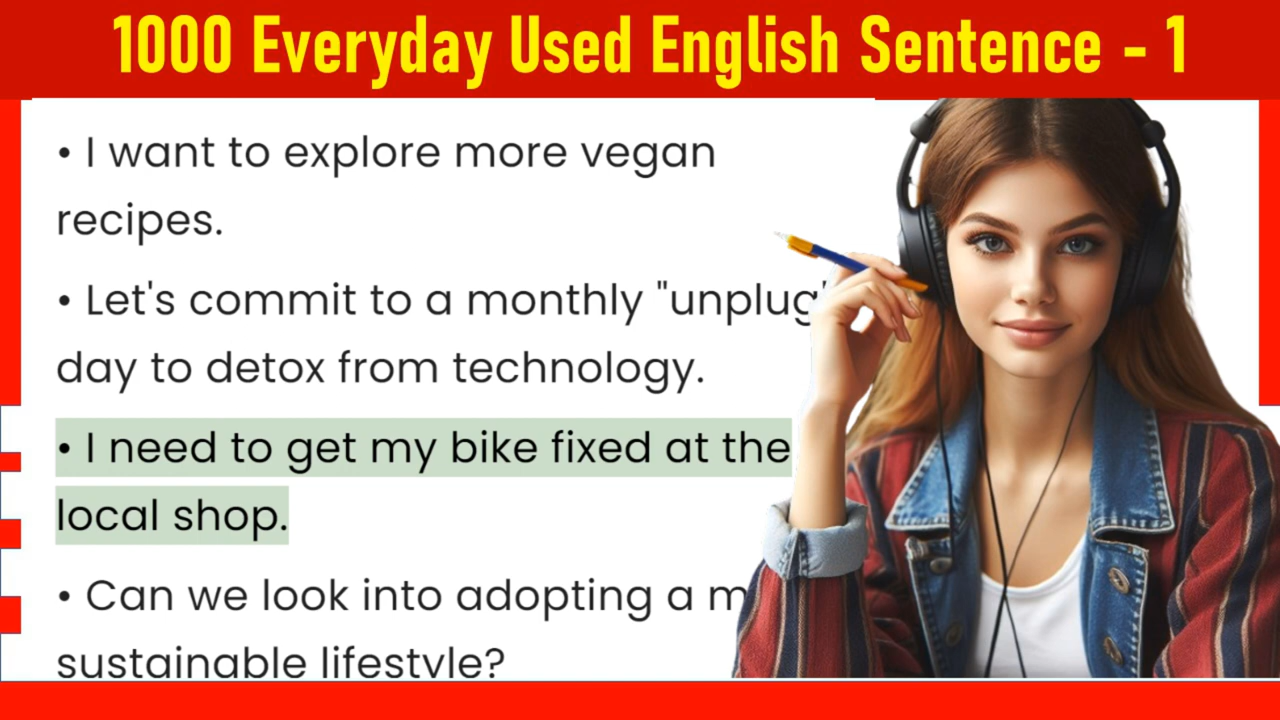 1000 Everyday Used English Sentence - 1
• I want to explore more vegan
recipes.
• Let's commit to a monthly "unplug"
day to detox from technology.
• I need to get my bike fixed at the
local shop.
• Can we look into adopting a
sustainable lifestyle?